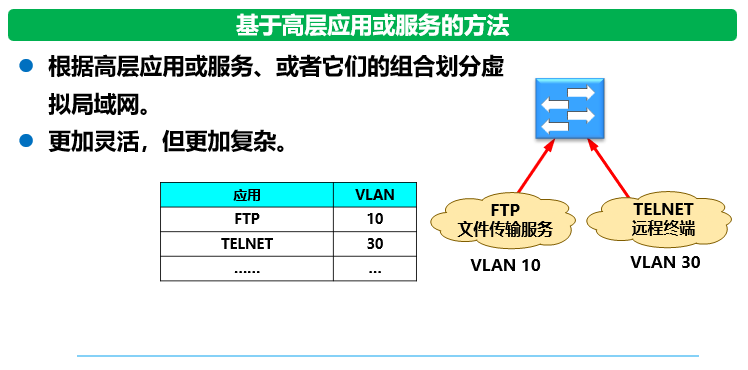 基于高层应用或服务的方法
根据高层应用或服务、或者它们的组合划分虚
拟局域网。
更加灵活，但更加复杂。
应用 VLAN
FTP 10
TELNET 30
…… …
FTP
文件传输服务
VLAN 10
TELNET
远程终端
VLAN 30